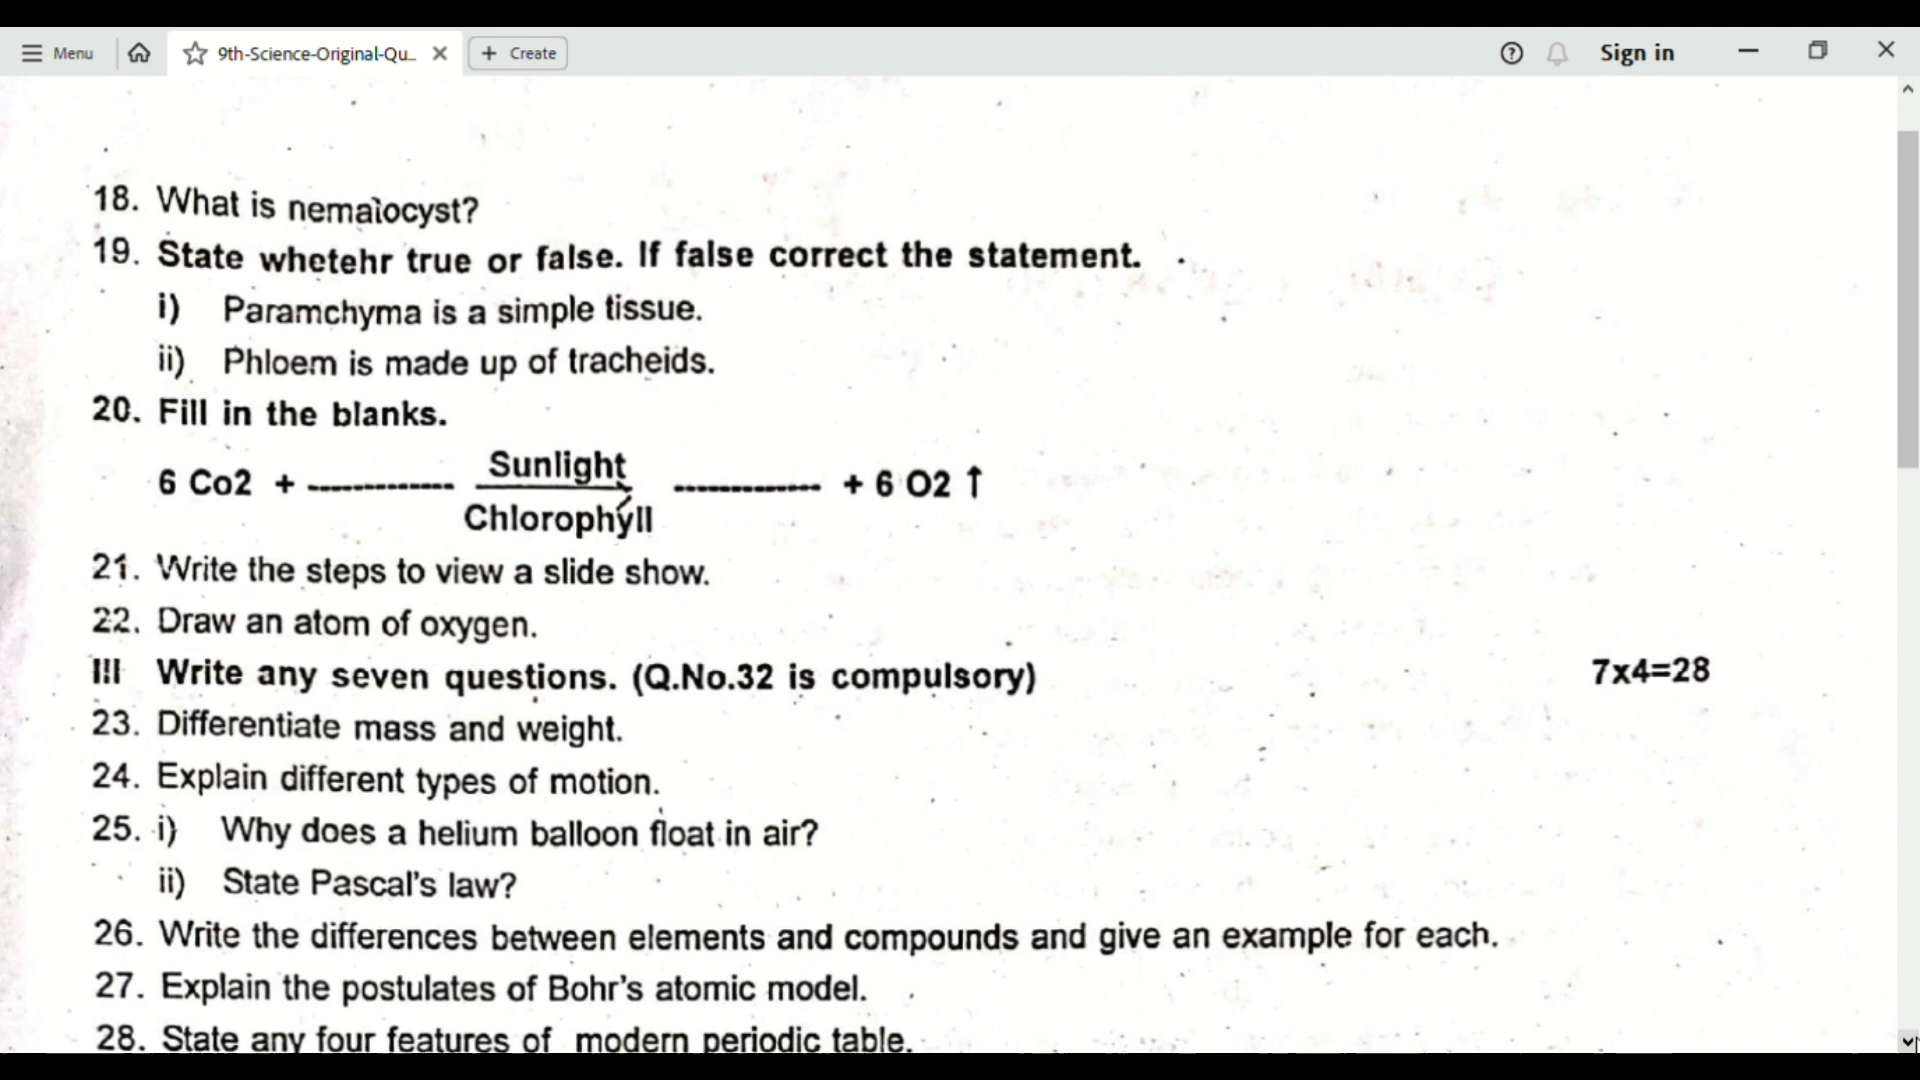 Menu
9th-Science-Original-Qu...
+ Create
Sign in
18. What is nematocyst?
19. State whetehr true or false. If false correct the statement.
i) Paramchyma is a simple tissue.
ii) Phloem is made up of tracheids.
20. Fill in the blanks.
Sunlight
6 Co2 + ------------- ------------- + 6 O2 ↑
Chlorophyll
21. Write the steps to view a slide show.
22. Draw an atom of oxygen.
III Write any seven questions. (Q.No.32 is compulsory) 7x4=28
23. Differentiate mass and weight.
24. Explain different types of motion.
25. i) Why does a helium balloon float in air?
ii) State Pascal's law?
26. Write the differences between elements and compounds and give an example for each.
27. Explain the postulates of Bohr's atomic model.
28. State any four features of modern periodic table.